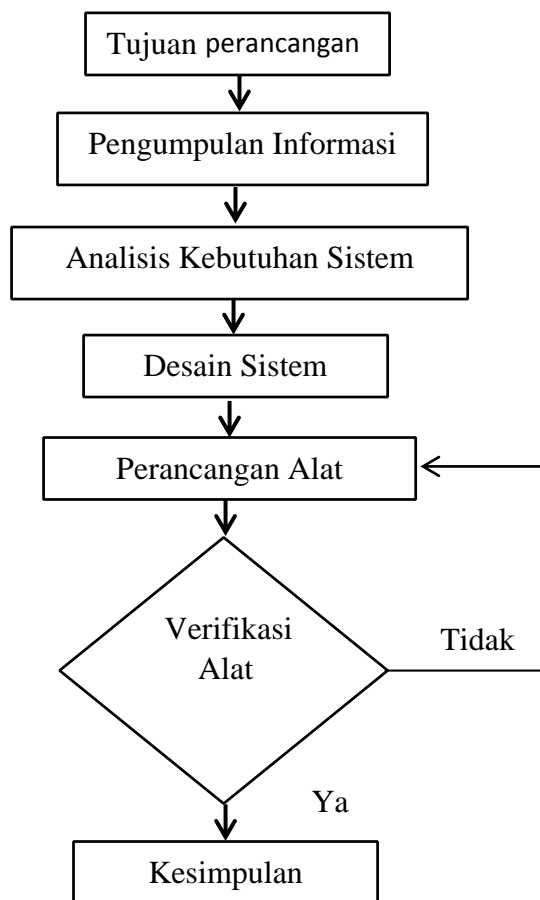 Tujuan perancangan
Pengumpulan Informasi
Analisis Kebutuhan Sistem
Desain Sistem
Perancangan Alat
Verifikasi
Alat
Tidak
Ya
Kesimpulan